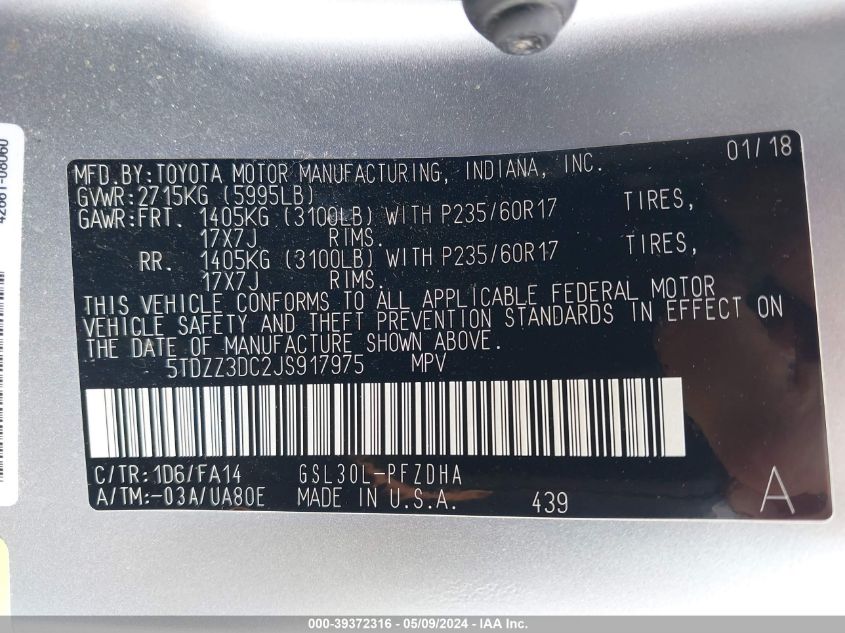 42661-08060
01/18
MFD.BY:TOYOTA MOTOR MANUFACTURING, INDIANA, INC.
GVWR:2715KG (5995LB)
GAWR:FRT. 1405KG (3100LB) WITH P235/60R17 TIRES,
17X7J RIMS.
RR. 1405KG (3100LB) WITH P235/60R17 TIRES,
17X7J RIMS.
THIS VEHICLE CONFORMS TO ALL APPLICABLE FEDERAL MOTOR
VEHICLE SAFETY AND THEFT PREVENTION STANDARDS IN EFFECT ON
THE DATE OF MANUFACTURE SHOWN ABOVE.
5TDZZ3DC2JS917975 MPV
C/TR:1D6/FA14 GSL30L-PFZDHA
A/TM:-03A/UA80E MADE IN U.S.A. 439 A
000-39372316 - 05/09/2024 - IAA Inc.